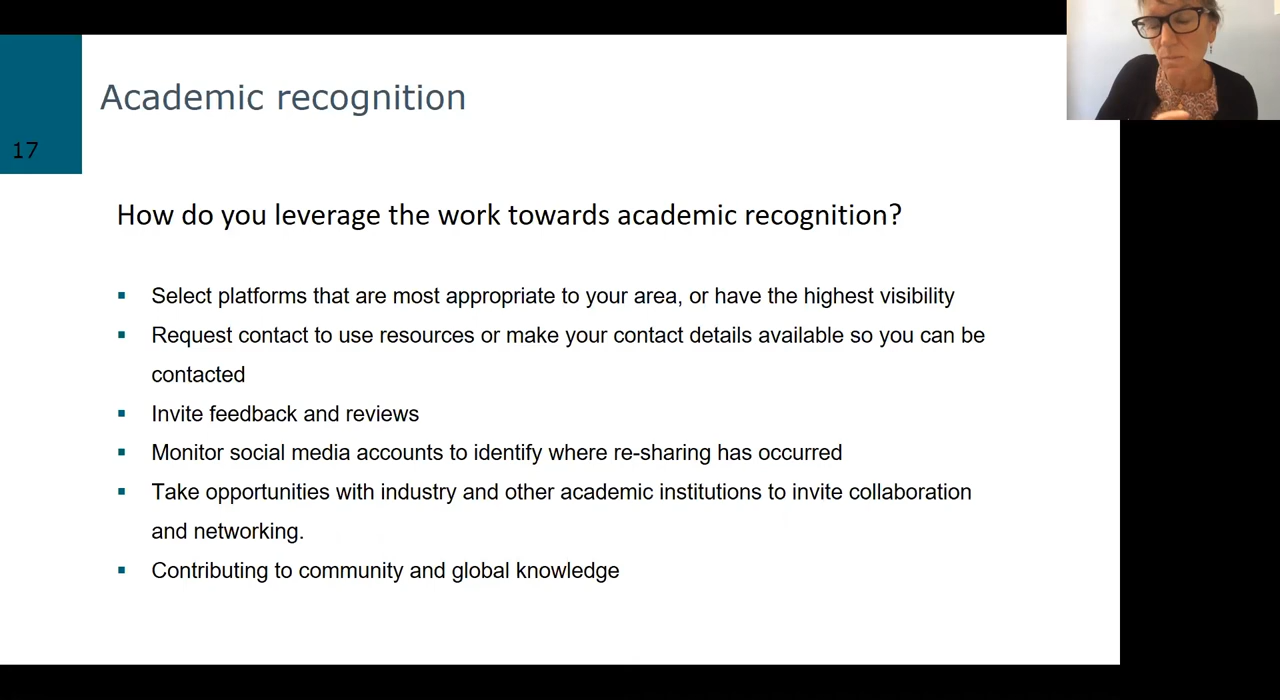 Academic recognition
17
How do you leverage the work towards academic recognition?
▪ Select platforms that are most appropriate to your area, or have the highest visibility
▪ Request contact to use resources or make your contact details available so you can be
contacted
▪ Invite feedback and reviews
▪ Monitor social media accounts to identify where re-sharing has occurred
▪ Take opportunities with industry and other academic institutions to invite collaboration
and networking.
▪ Contributing to community and global knowledge